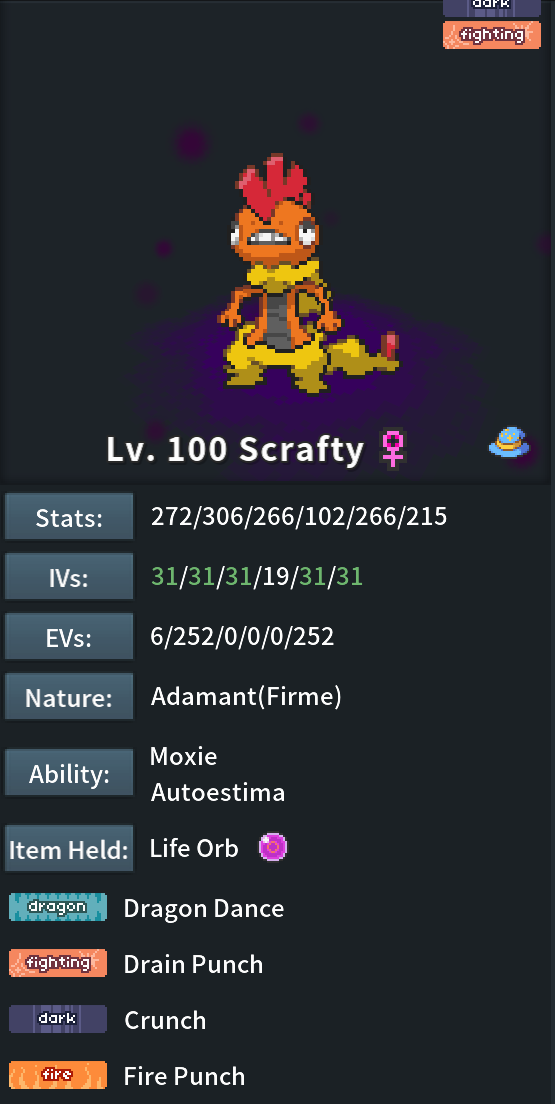 dark
fighting
Lv. 100 Scrafty ♀
Stats: 272/306/266/102/266/215
IVs: 31/31/31/19/31/31
EVs: 6/252/0/0/0/252
Nature: Adamant(Firme)
Ability: Moxie
Autoestima
Item Held: Life Orb
dragon Dragon Dance
fighting Drain Punch
dark Crunch
fire Fire Punch